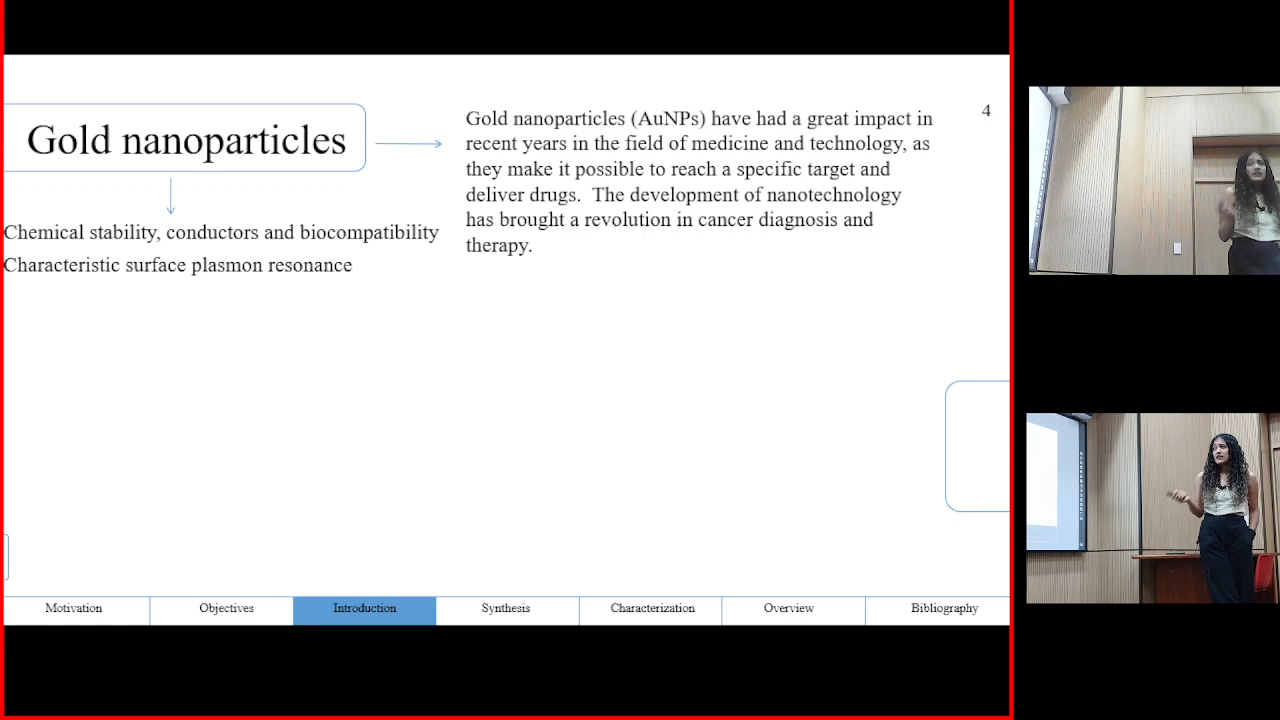 Gold nanoparticles
Gold nanoparticles (AuNPs) have had a great impact in
recent years in the field of medicine and technology, as
they make it possible to reach a specific target and
deliver drugs.  The development of nanotechnology
has brought a revolution in cancer diagnosis and
therapy.
4
Chemical stability, conductors and biocompatibility
Characteristic surface plasmon resonance
Motivation
Objectives
Introduction
Synthesis
Characterization
Overview
Bibliography